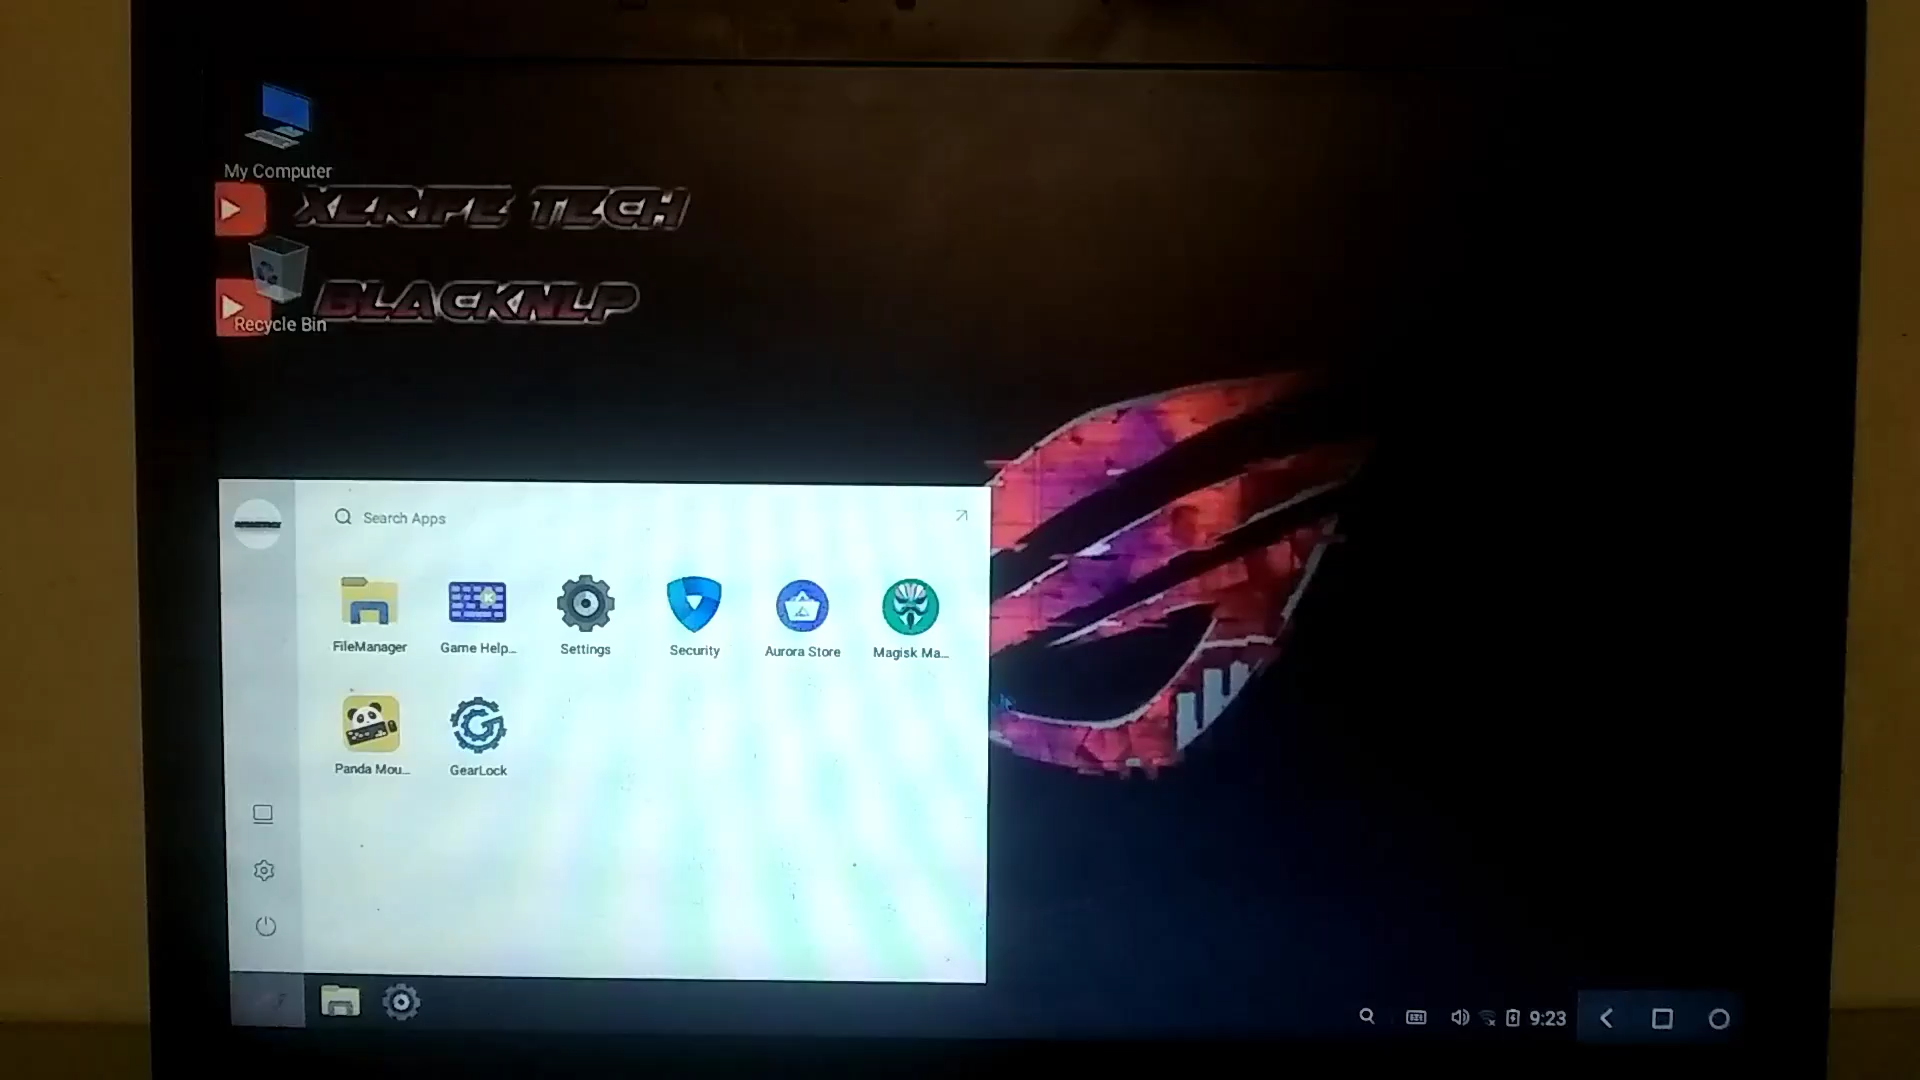 My Computer
XERIFE TECH
BLACKNLP
Recycle Bin
Search Apps
FileManager
Game Help...
Settings
Security
Aurora Store
Magisk Ma...
Panda Mou...
GearLock
9:23